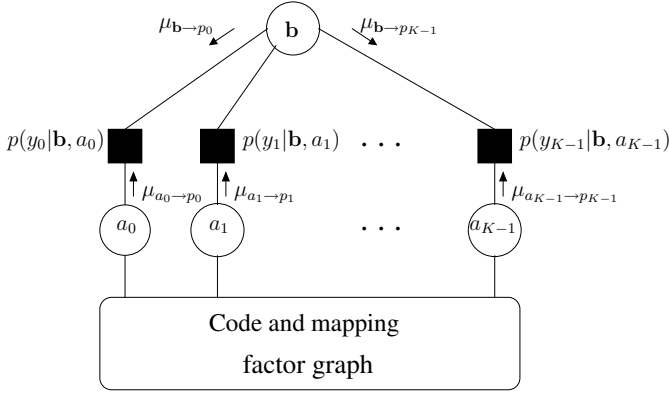 μ_{b→p_0} b μ_{b→p_{K−1}}
p(y_0|b, a_0) p(y_1|b, a_1) · · · p(y_{K−1}|b, a_{K−1})
μ_{a_0→p_0} μ_{a_1→p_1} μ_{a_{K−1}→p_{K−1}}
a_0 a_1 · · · a_{K−1}
Code and mapping
factor graph